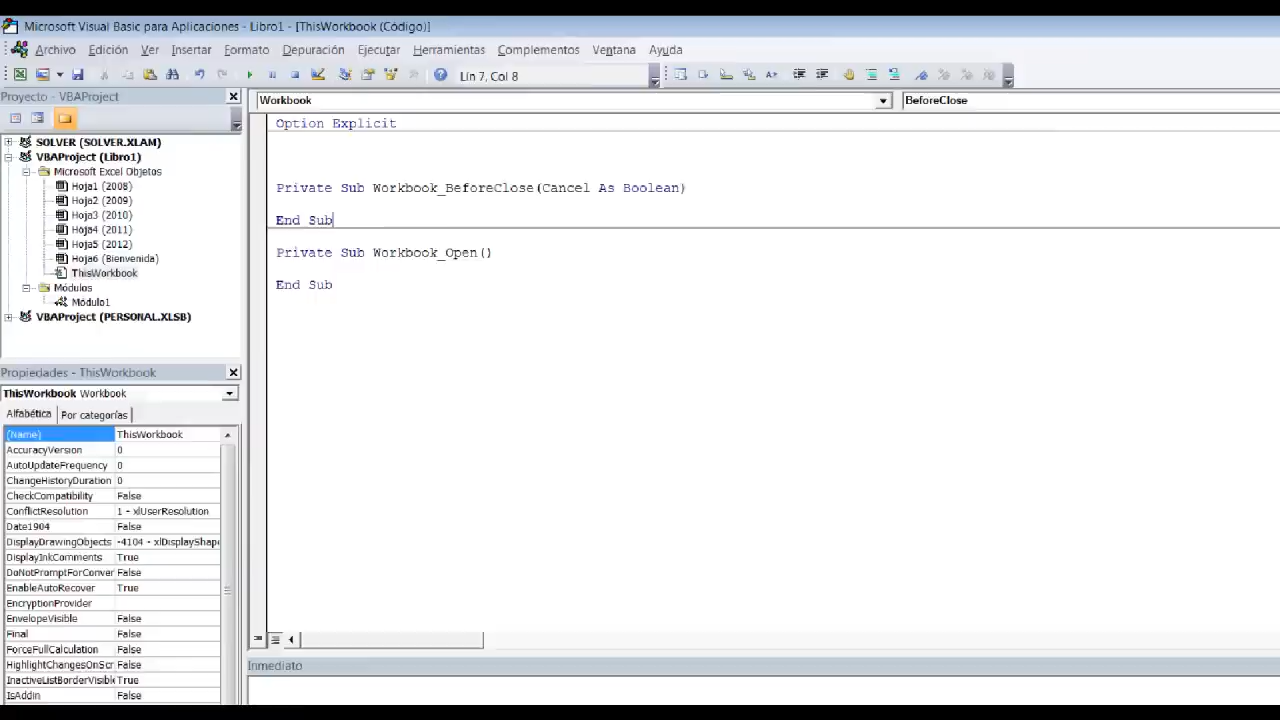 Microsoft Visual Basic para Aplicaciones - Libro1 - [ThisWorkbook (Código)]
Archivo Edición Ver Insertar Formato Depuración Ejecutar Herramientas Complementos Ventana Ayuda
Lin 7, Col 8
Proyecto - VBAProject
SOLVER (SOLVER.XLAM)
VBAProject (Libro1)
Microsoft Excel Objetos
Hoja1 (2008)
Hoja2 (2009)
Hoja3 (2010)
Hoja4 (2011)
Hoja5 (2012)
Hoja6 (Bienvenida)
ThisWorkbook
Módulos
Módulo1
VBAProject (PERSONAL.XLSB)
Propiedades - ThisWorkbook
ThisWorkbook Workbook
Alfabética Por categorías
(Name) ThisWorkbook
AccuracyVersion 0
AutoUpdateFrequency 0
ChangeHistoryDuration 0
CheckCompatibility False
ConflictResolution 1 - xlUserResolution
Date1904 False
DisplayDrawingObjects -4104 - xlDisplayShape
DisplayInkComments True
DoNotPromptForConver False
EnableAutoRecover True
EncryptionProvider
EnvelopeVisible False
Final False
ForceFullCalculation False
HighlightChangesOnScr False
InactiveListBorderVisible True
IsAddin False
Workbook BeforeClose
Option Explicit
Private Sub Workbook_BeforeClose(Cancel As Boolean)
End Sub
Private Sub Workbook_Open()
End Sub
Inmediato